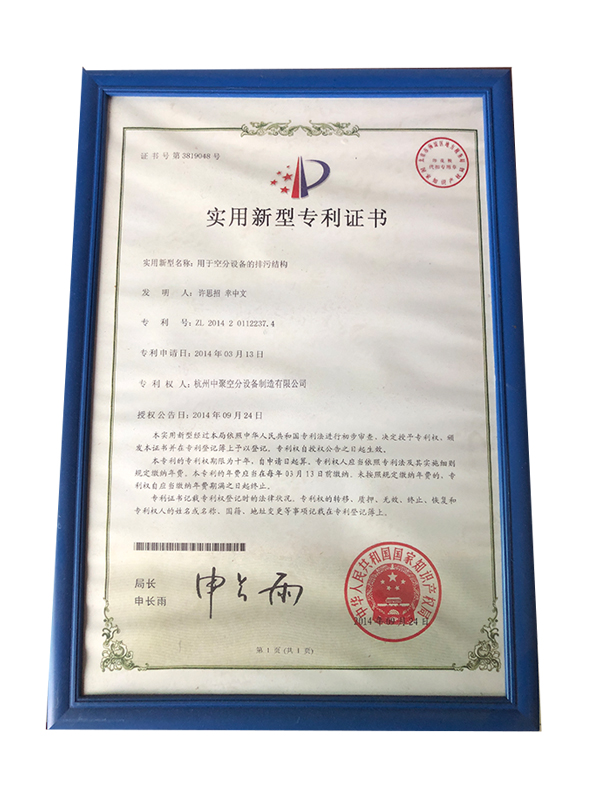 证书号第3819048号
实用新型专利证书
实用新型名称：用于空分设备的排污结构
发 明 人：许思照 章中文
专 利 号：ZL 2014 2 0112237.4
专利申请日：2014年03月13日
专 利 权 人：杭州中聚空分设备制造有限公司
授权公告日：2014年09月24日
本实用新型经过本局依照中华人民共和国专利法进行初步审查，决定授予专利权，颁
发本证书并在专利登记簿上予以登记。专利权自授权公告之日起生效。
本专利的专利权期限为十年，自申请日起算。专利权人应当依照专利法及其实施细则
规定缴纳年费。本专利的年费应当在每年03月13日前缴纳。未按照规定缴纳年费的，专
利权自应当缴纳年费期满之日起终止。
专利证书记载专利权登记时的法律状况。专利权的转移、质押、无效、终止、恢复和
专利权人的姓名或名称、国籍、地址变更等事项记载在专利登记簿上。
局长
申长雨
申长雨
中华人民共和国国家知识产权局
2014年09月24日
第1页(共1页)